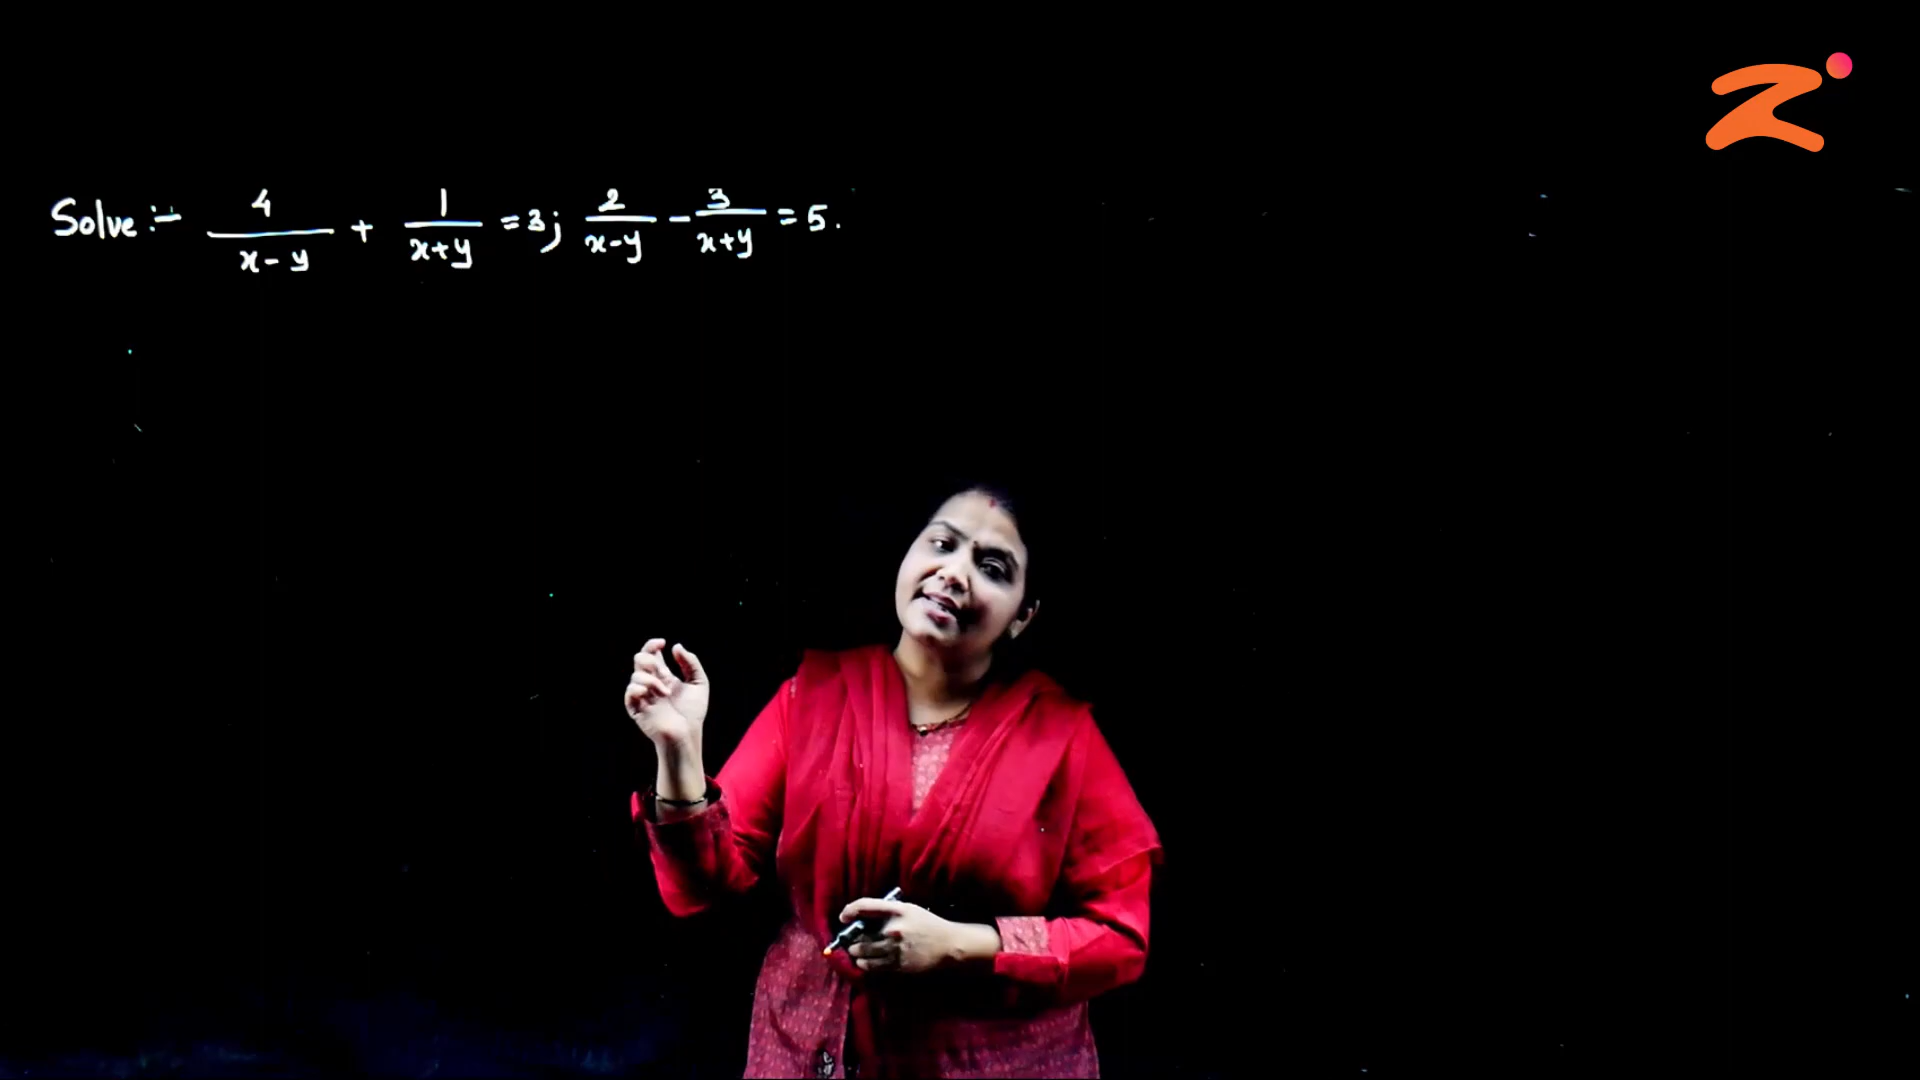 Solve :- 4/(x-y) + 1/(x+y) = 3; 2/(x-y) - 3/(x+y) = 5.